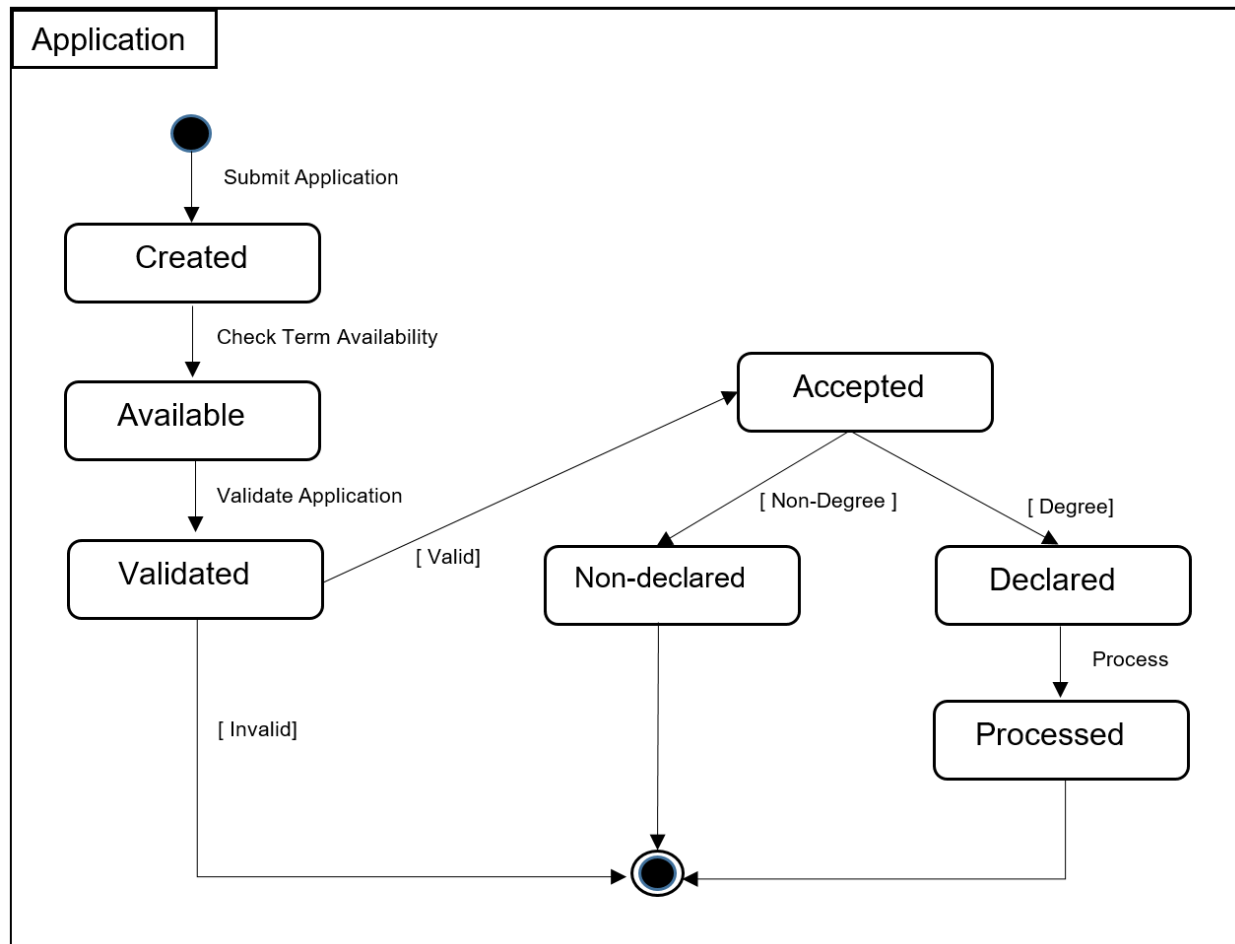 Application
Submit Application
Created
Check Term Availability
Accepted
Available
Validate Application
[ Non-Degree ]
[ Degree]
[ Valid]
Validated
Non-declared
Declared
Process
[ Invalid]
Processed